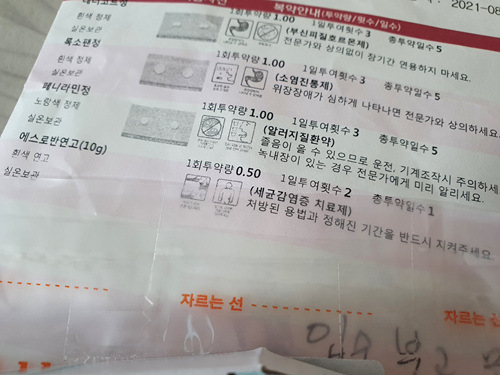 복약안내(투약량/횟수/일수)
2021-08
흰색 정제
실온보관
1회투약량 1.00 1일투여횟수 3 총투약일수 5
(부신피질호르몬제)
전문가와 상의없이 장기간 연용하지 마세요.
록소팬정
흰색 정제
실온보관
1회투약량 1.00 1일투여횟수 3 총투약일수 5
(소염진통제)
위장장애가 심하게 나타나면 전문가와 상의하세요
페니라민정
노랑색 정제
실온보관
1회투약량 1.00 1일투여횟수 3 총투약일수 5
(알러지질환약)
졸음이 올 수 있으므로 운전, 기계조작시 주의하세
녹내장이 있는 경우 전문가에게 미리 알리세요.
에스로반연고(10g)
흰색 연고
실온보관
1회투약량 0.50 1일투여횟수 2 총투약일수 1
(세균감염증 치료제)
처방된 용법과 정해진 기간을 반드시 지켜주세요
자르는 선
자르는